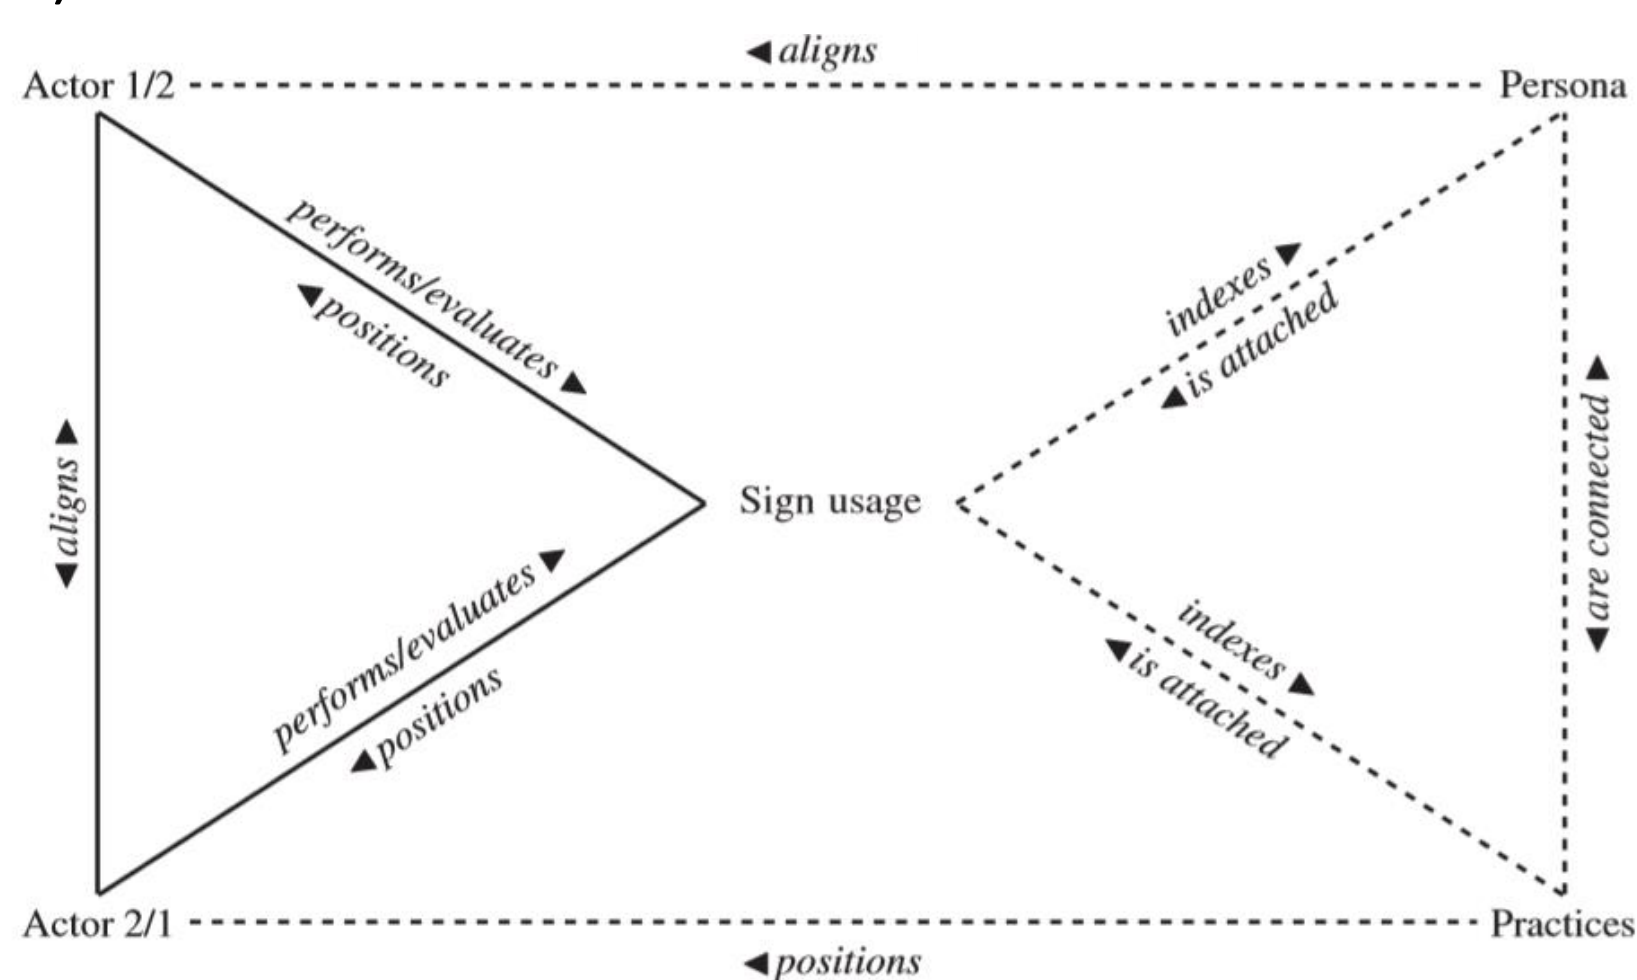 ◀ aligns
Actor 1/2
Persona
performs/evaluates ▶
◀ positions
indexes ▶
◀ is attached
◀ aligns ▶
Sign usage
◀ are connected ▶
performs/evaluates ▶
◀ positions
indexes ▶
◀ is attached
Actor 2/1
Practices
◀ positions